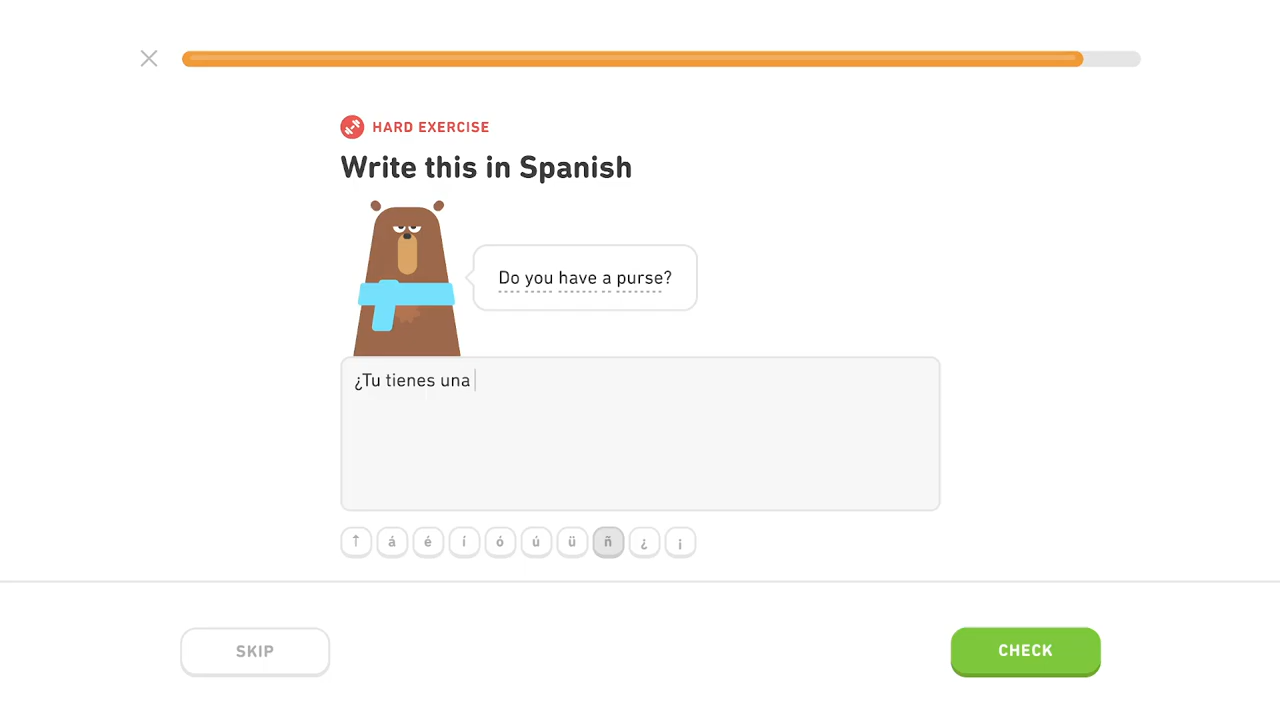 HARD EXERCISE
Write this in Spanish
Do you have a purse?
¿Tu tienes una
↑ á é í ó ú ü ñ ¿ ¡
SKIP
CHECK